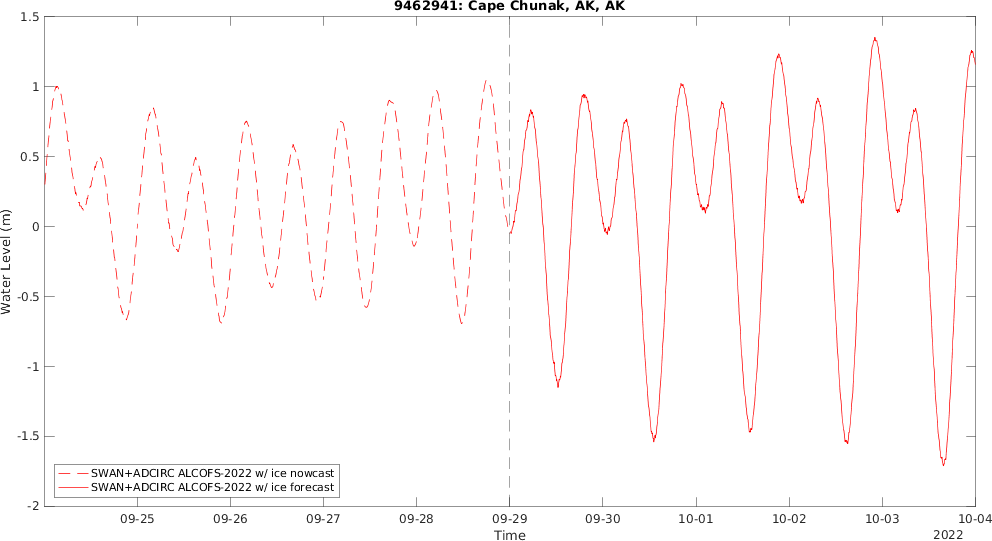 9462941: Cape Chunak, AK, AK
1.5
1
0.5
0
-0.5
-1
-1.5
-2
Water Level (m)
SWAN+ADCIRC ALCOFS-2022 w/ ice nowcast
SWAN+ADCIRC ALCOFS-2022 w/ ice forecast
09-25 09-26 09-27 09-28 09-29 09-30 10-01 10-02 10-03 10-04
Time
2022